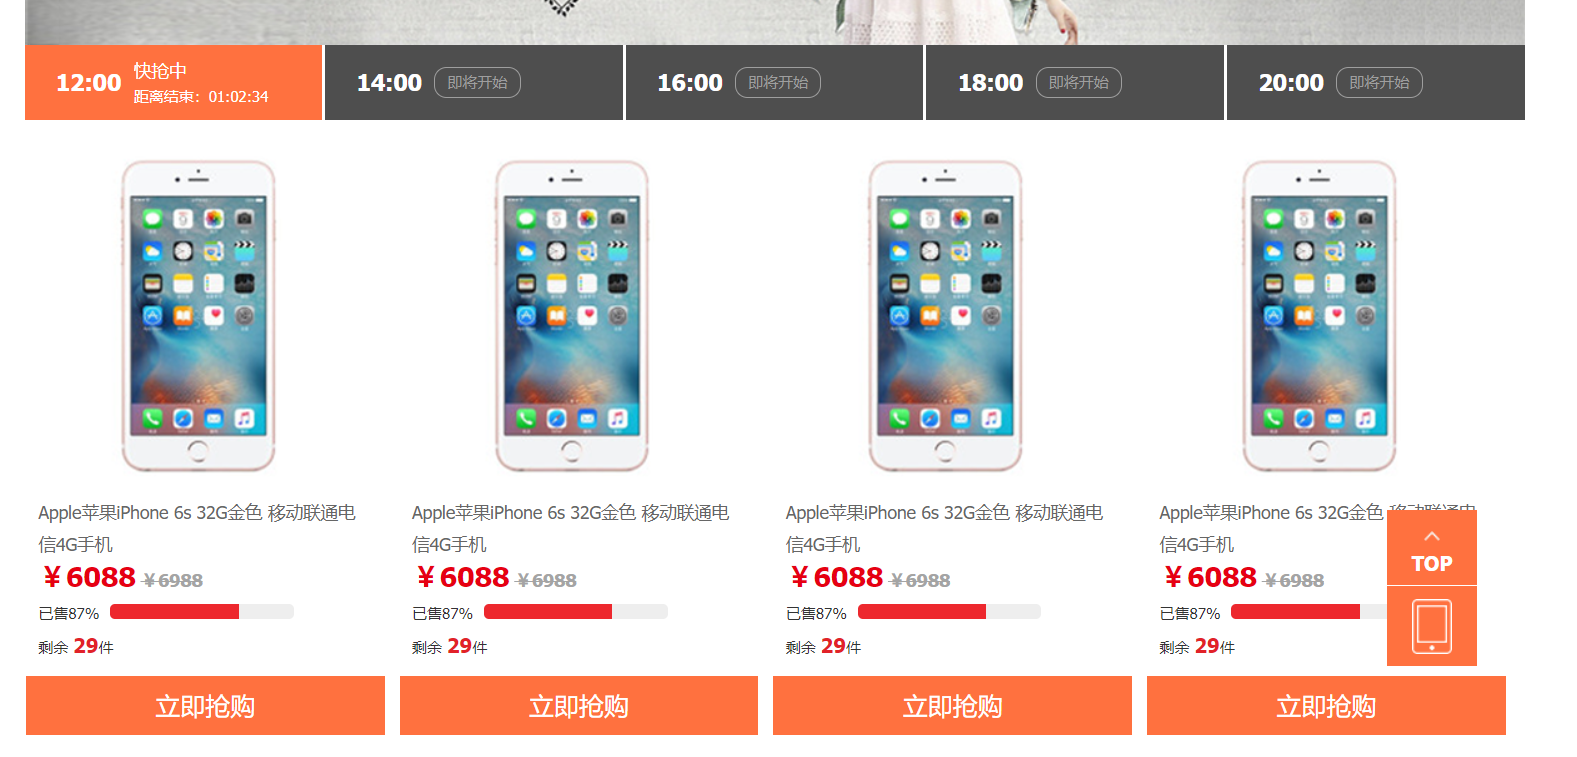 12:00 快抢中
距离结束：01:02:34
14:00 即将开始
16:00 即将开始
18:00 即将开始
20:00 即将开始
Apple苹果iPhone 6s 32G金色 移动联通电
信4G手机
￥6088 ￥6988
已售87%
剩余 29件
立即抢购
Apple苹果iPhone 6s 32G金色 移动联通电
信4G手机
￥6088 ￥6988
已售87%
剩余 29件
立即抢购
Apple苹果iPhone 6s 32G金色 移动联通电
信4G手机
￥6088 ￥6988
已售87%
剩余 29件
立即抢购
Apple苹果iPhone 6s 32G金色
信4G手机
￥6088 ￥6988
已售87%
剩余 29件
立即抢购
TOP